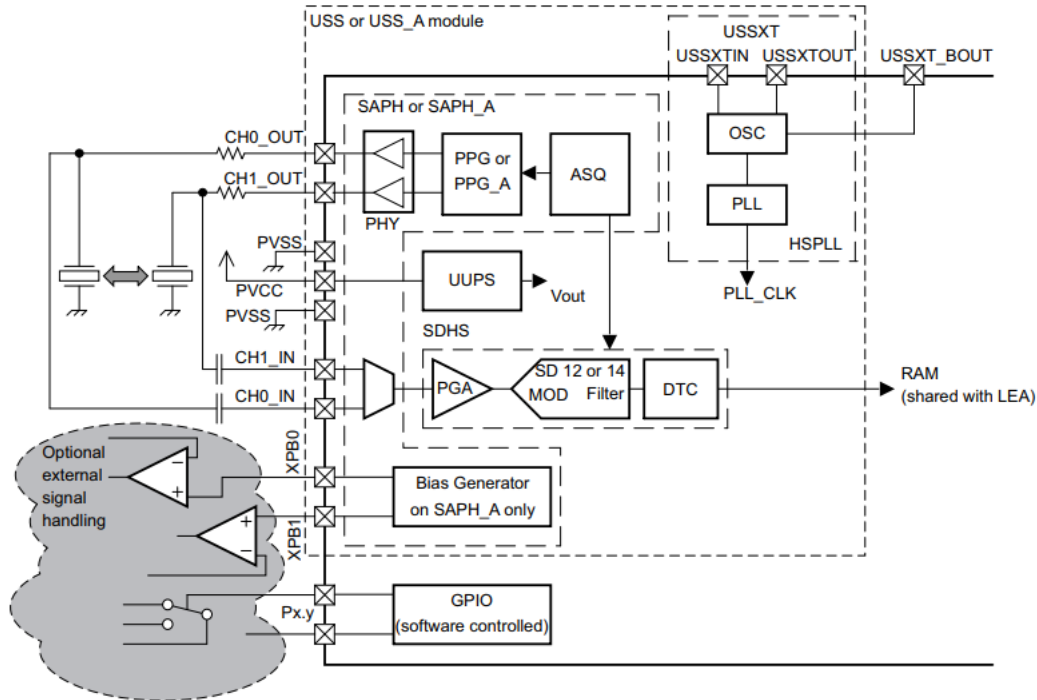 USS or USS_A module
USSXT
USSXTIN
USSXTOUT
USSXT_BOUT
SAPH or SAPH_A
CH0_OUT
OSC
PPG or
PPG_A
ASQ
CH1_OUT
PLL
PHY
HSPLL
PVSS
UUPS
PVCC
Vout
PLL_CLK
PVSS
SDHS
CH1_IN
PGA
SD 12 or 14
MOD
Filter
DTC
RAM
(shared with LEA)
CH0_IN
Optional
external
signal
handling
−
+
XPB0
Bias Generator
on SAPH_A only
+
−
XPB1
Px.y
GPIO
(software controlled)